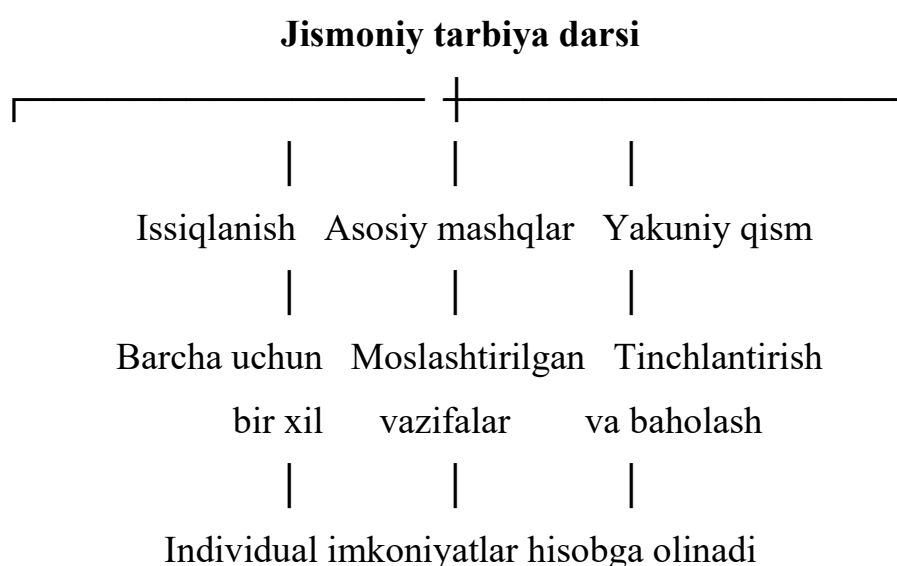 Jismoniy tarbiya darsi
Issiqlanish Asosiy mashqlar Yakuniy qism
Barcha uchun Moslashtirilgan Tinchlantirish
bir xil vazifalar va baholash
Individual imkoniyatlar hisobga olinadi